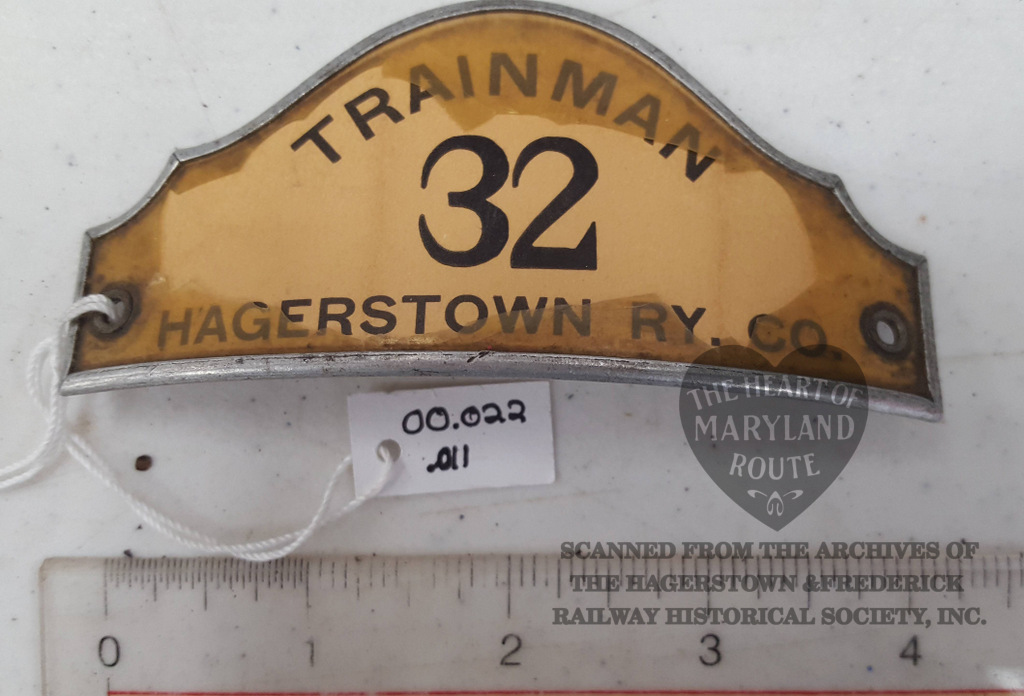 TRAINMAN
32
HAGERSTOWN RY. CO.
00.022
.011
THE HEART OF
MARYLAND
ROUTE
SCANNED FROM THE ARCHIVES OF
THE HAGERSTOWN &FREDERICK
RAILWAY HISTORICAL SOCIETY, INC.
0 1 2 3 4